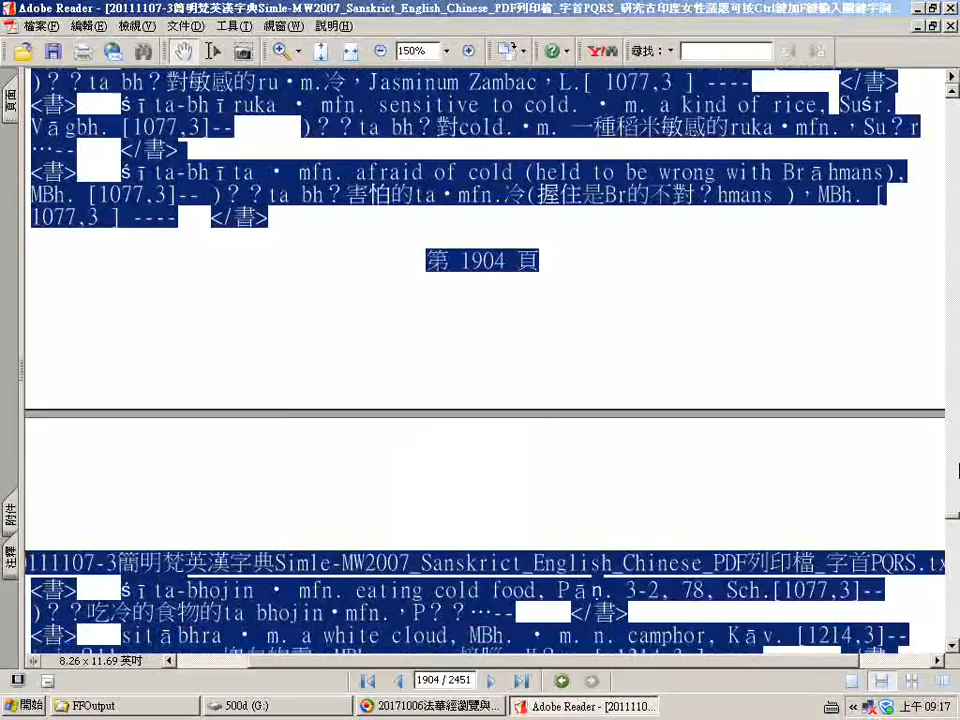 Adobe Reader - [20111107-3簡明梵英漢字典Simle-MW2007_Sanskrict_English_Chinese_PDF列印檔_字首PQRS_研究古印度女性議題可按Ctrl鍵加F鍵輸入關鍵字詞
檔案(F) 編輯(E) 檢視(V) 文件(D) 工具(T) 視窗(W) 說明(H)
150% Y! 尋找：
頁面
)？？ta bh？對敏感的ru‧m.冷，Jasminum Zambac，L.[ 1077,3 ] ---- </書>
<書> śīta-bhīruka ‧ mfn. sensitive to cold. ‧ m. a kind of rice, Suśr.
Vāgbh. [1077,3]-- )？？ta bh？對cold.‧m. 一種稻米敏感的ruka‧mfn.，Su？r
…-- </書>
<書> śīta-bhīta ‧ mfn. afraid of cold (held to be wrong with Brāhmans),
MBh. [1077,3]-- )？？ta bh？害怕的ta‧mfn.冷(握住是Br的不對？hmans )，MBh. [
1077,3 ] ---- </書>
第 1904 頁
附件
注釋
111107-3簡明梵英漢字典Simle-MW2007_Sanskrict_English_Chinese_PDF列印檔_字首PQRS.tx
<書> śīta-bhojin ‧ mfn. eating cold food, Pāṇ. 3-2, 78, Sch.[1077,3]--
)？？吃冷的食物的ta bhojin‧mfn.，P？？…-- </書>
<書> sitābhra ‧ m. a white cloud, MBh. ‧ m. n. camphor, Kāv. [1214,3]--
8.26 x 11.69 英吋
1904 / 2451
開始 FFOutput 500d (G:) 20171006法華經瀏覽與... Adobe Reader - [2011110... 上午 09:17